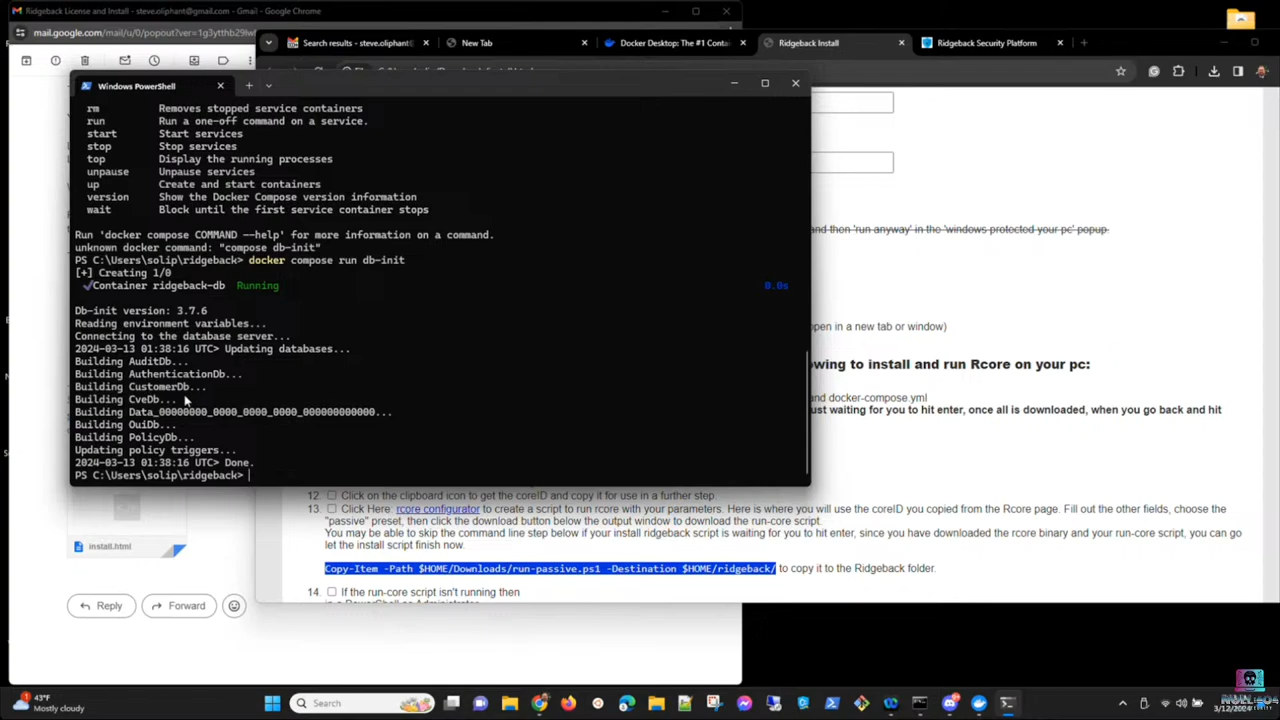 Ridgeback License and Install - steve.oliphant@gmail.com - Gmail - Google Chrome
mail.google.com/mail/u/0/popout?ver=1g3ytthb29lwl
Search results - steve.oliphant@
New Tab
Docker Desktop: The #1 Conta
Ridgeback Install
Ridgeback Security Platform
Windows PowerShell
rm Removes stopped service containers
run Run a one-off command on a service.
start Start services
stop Stop services
top Display the running processes
unpause Unpause services
up Create and start containers
version Show the Docker Compose version information
wait Block until the first service container stops
Run 'docker compose COMMAND --help' for more information on a command.
unknown docker command: "compose db-init"
PS C:\Users\solip\ridgeback> docker compose run db-init
[+] Creating 1/0
✓Container ridgeback-db Running 0.0s
Db-init version: 3.7.6
Reading environment variables...
Connecting to the database server...
2024-03-13 01:38:16 UTC> Updating databases...
Building AuditDb...
Building AuthenticationDb...
Building CustomerDb...
Building CveDb...
Building Data_00000000_0000_0000_0000_000000000000...
Building OuiDb...
Building PolicyDb...
Updating policy triggers...
2024-03-13 01:38:16 UTC> Done.
PS C:\Users\solip\ridgeback>
and then 'run anyway' in the 'windows protected your pc' popup.
open in a new tab or window)
owing to install and run Rcore on your pc:
and docker-compose.yml
ust waiting for you to hit enter, once all is downloaded, when you go back and hit
12. Click on the clipboard icon to get the coreID and copy it for use in a further step.
13. Click Here: rcore configurator to create a script to run rcore with your parameters. Here is where you will use the coreID you copied from the Rcore page. Fill out the other fields, choose the
"passive" preset, then click the download button below the output window to download the run-core script.
You may be able to skip the command line step below if your install ridgeback script is waiting for you to hit enter, since you have downloaded the rcore binary and your run-core script, you can go
let the install script finish now.
Copy-Item -Path $HOME/Downloads/run-passive.ps1 -Destination $HOME/ridgeback/ to copy it to the Ridgeback folder.
14. If the run-core script isn't running then
in a PowerShell as Administrator
install.html
Reply
Forward
43°F
Mostly cloudy
Search
3/12/2024